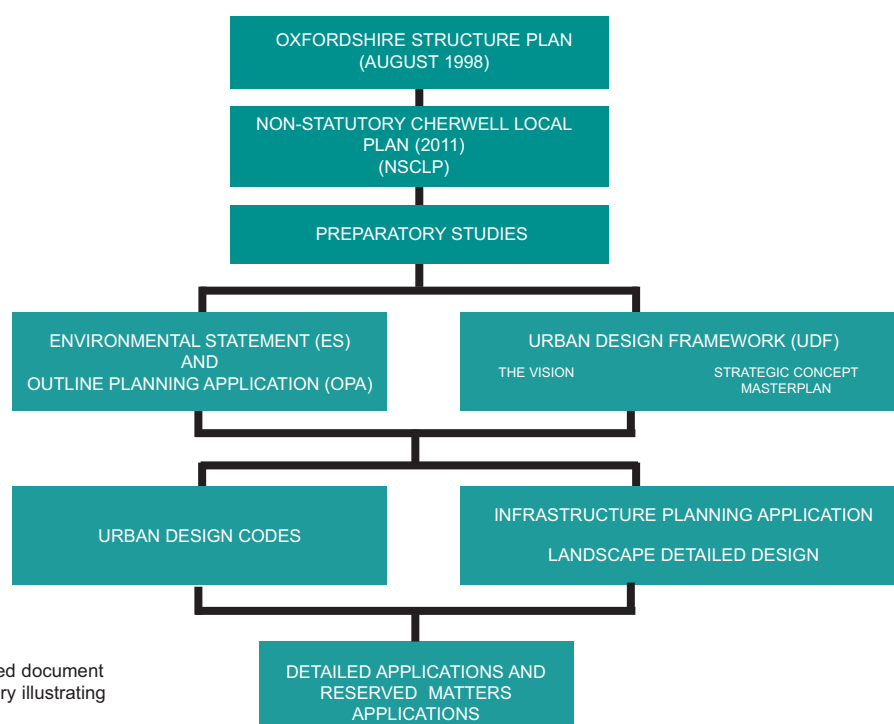 OXFORDSHIRE STRUCTURE PLAN
(AUGUST 1998)
NON-STATUTORY CHERWELL LOCAL
PLAN (2011)
(NSCLP)
PREPARATORY STUDIES
ENVIRONMENTAL STATEMENT (ES)
AND
OUTLINE PLANNING APPLICATION (OPA)
URBAN DESIGN FRAMEWORK (UDF)
THE VISION
STRATEGIC CONCEPT
MASTERPLAN
URBAN DESIGN CODES
INFRASTRUCTURE PLANNING APPLICATION
LANDSCAPE DETAILED DESIGN
DETAILED APPLICATIONS AND
RESERVED MATTERS
APPLICATIONS
document
illustrating